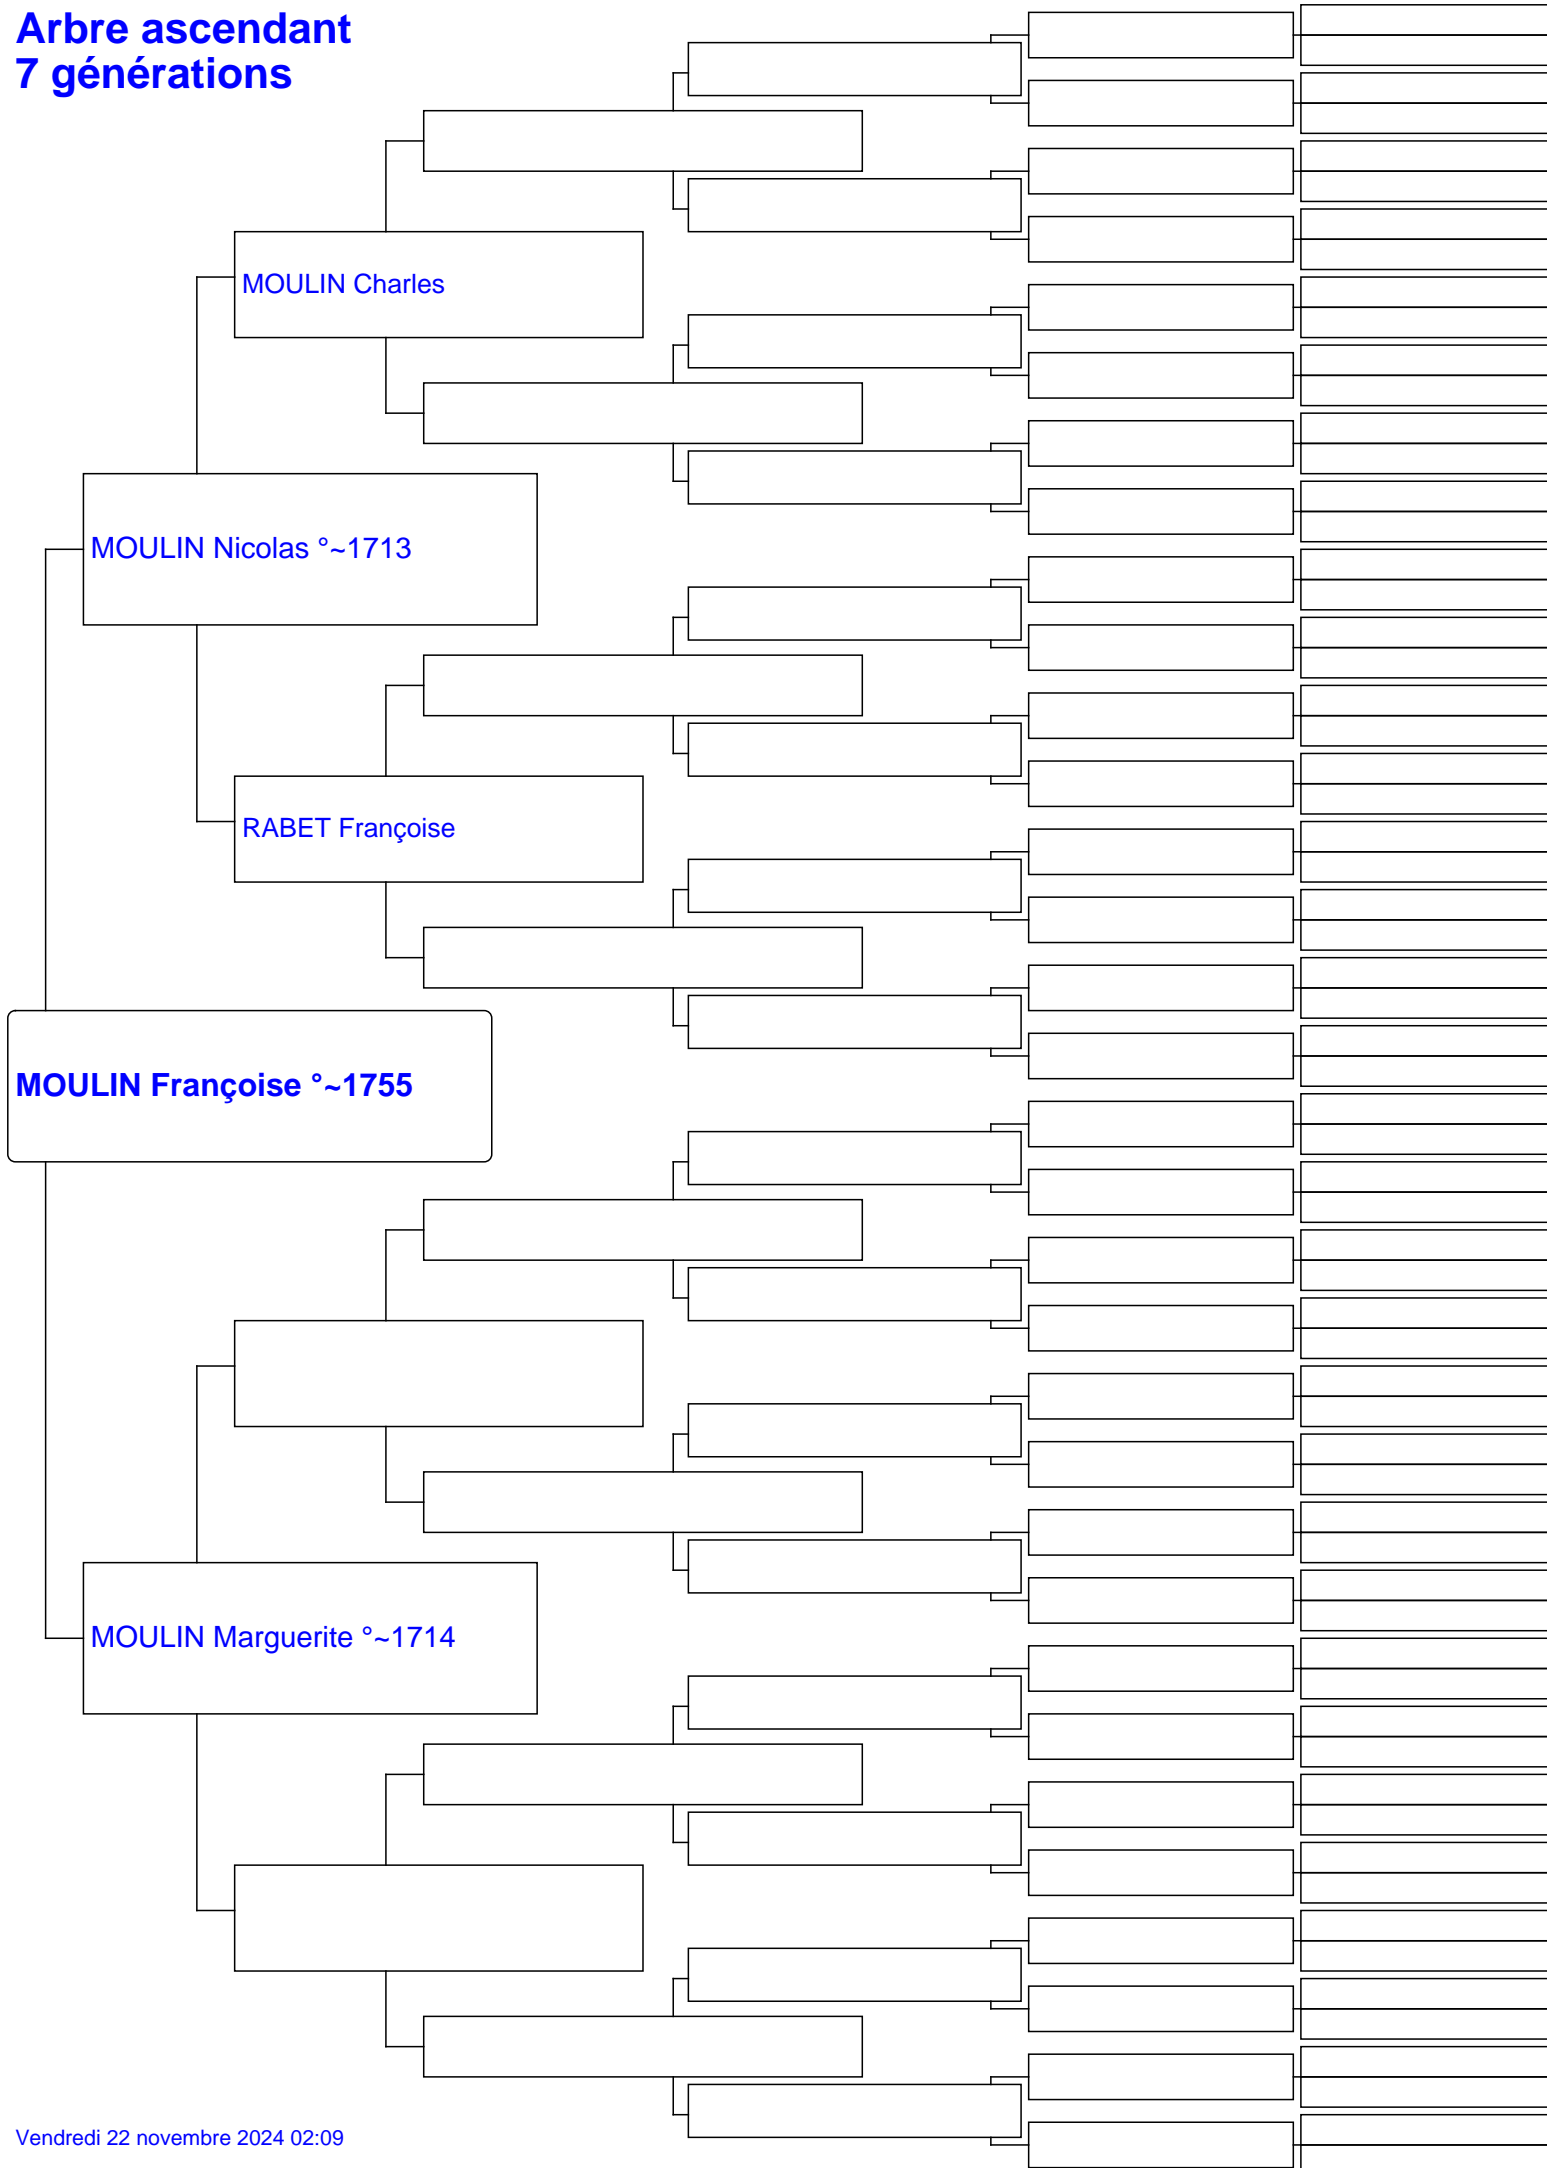 Arbre ascendant
7 générations
MOULIN Charles
MOULIN Nicolas °~1713
RABET Françoise
MOULIN Françoise °~1755
MOULIN Marguerite °~1714
Vendredi 22 novembre 2024 02:09